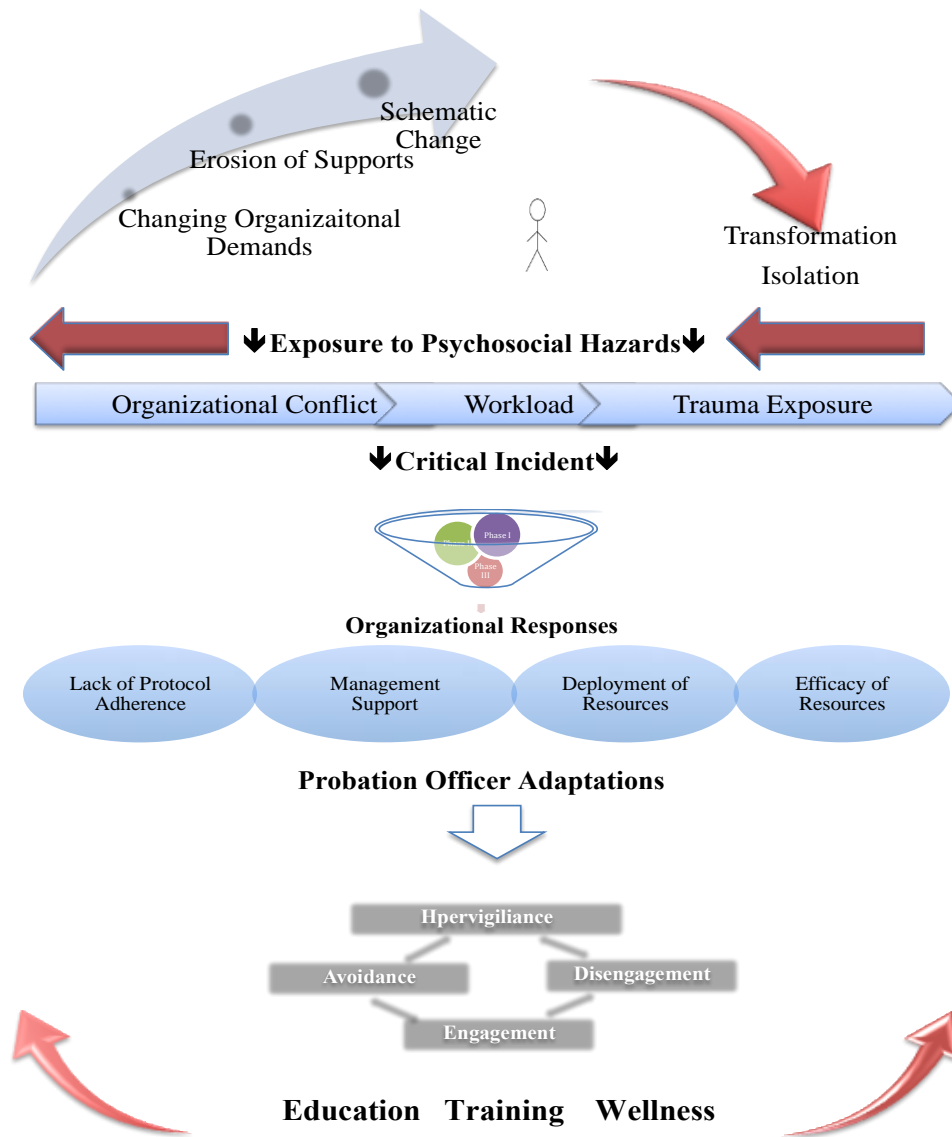 Schematic
Change
Erosion of Supports
Changing Organizaitonal
Demands
Transformation
Isolation
Exposure to Psychosocial Hazards
Organizational Conflict
Workload
Trauma Exposure
Critical Incident
Phase I
Phase
III
Organizational Responses
Lack of Protocol
Adherence
Management
Support
Deployment of
Resources
Efficacy of
Resources
Probation Officer Adaptations
Hpervigiliance
Avoidance
Disengagement
Engagement
Education Training Wellness